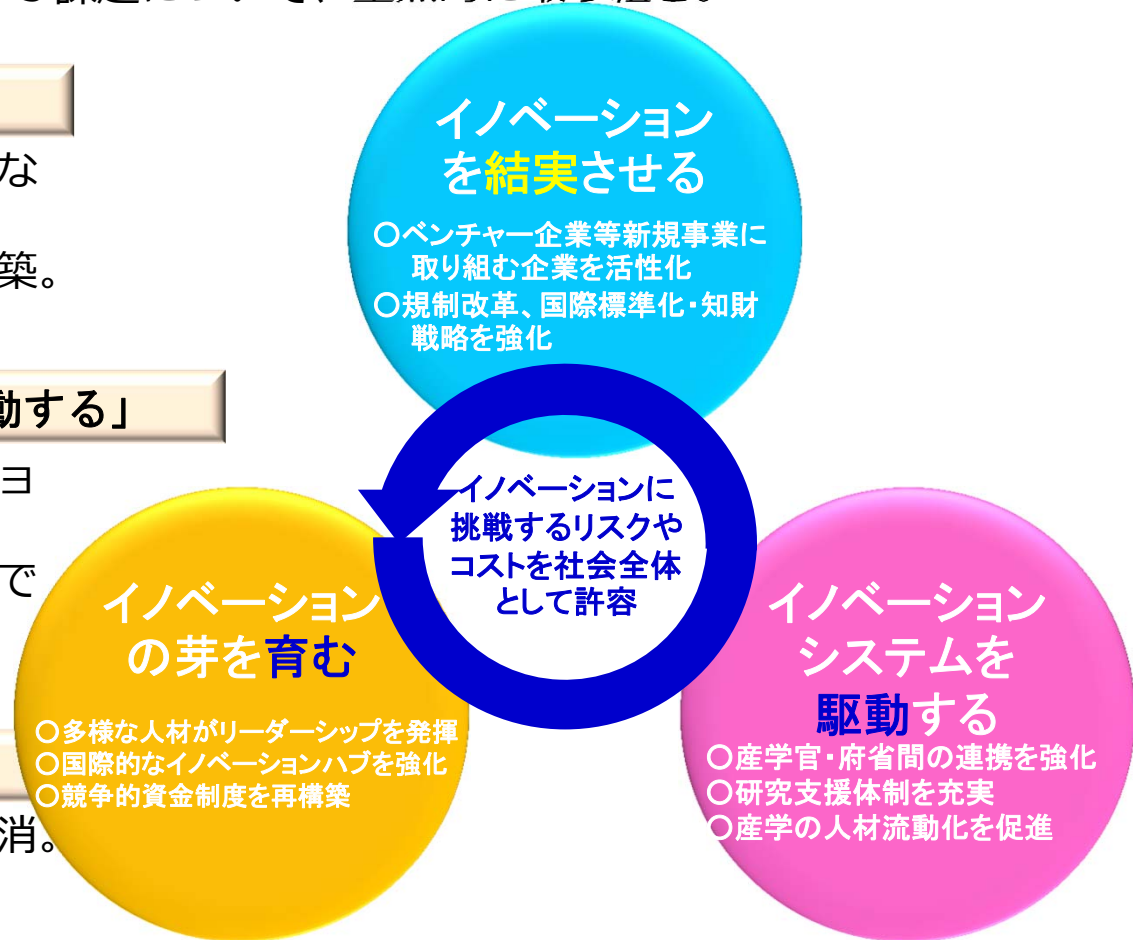 な
築。
動する」
ョ
で
消。
イノベーション
を結実させる
○ベンチャー企業等新規事業に
取り組む企業を活性化
○規制改革、国際標準化・知財
戦略を強化
イノベーションに
挑戦するリスクや
コストを社会全体
として許容
イノベーション
の芽を育む
○多様な人材がリーダーシップを発揮
○国際的なイノベーションハブを強化
○競争的資金制度を再構築
イノベーション
システムを
駆動する
○産学官・府省間の連携を強化
○研究支援体制を充実
○産学の人材流動化を促進